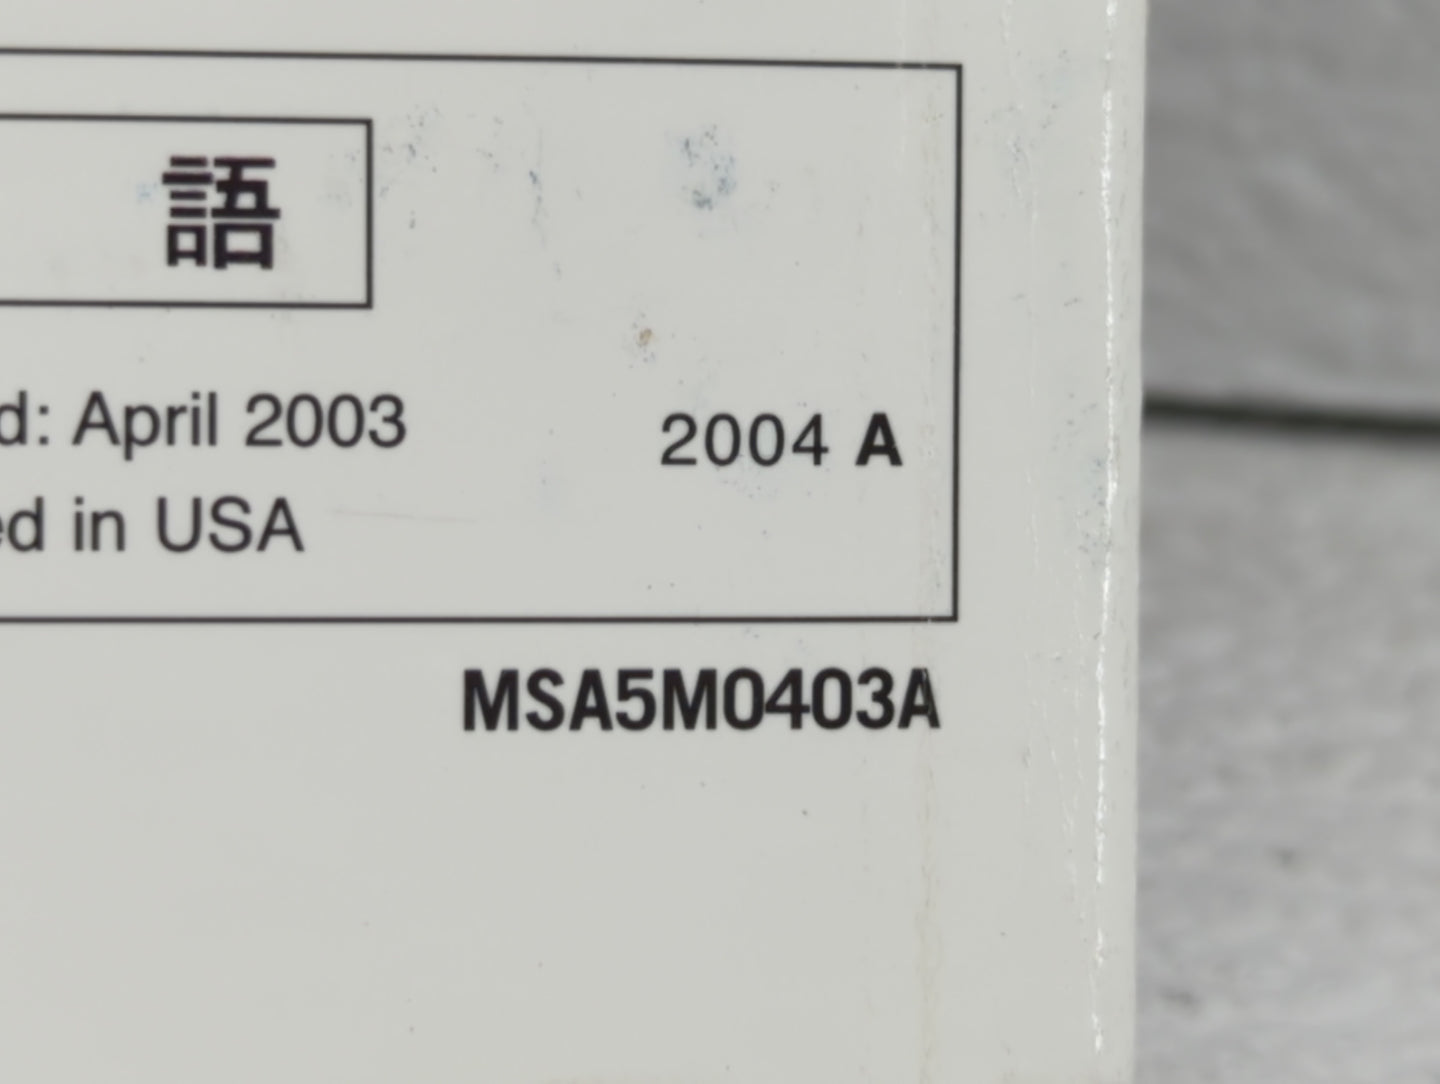 語
d: April 2003
2004 A
ed in USA
MSA5M0403A